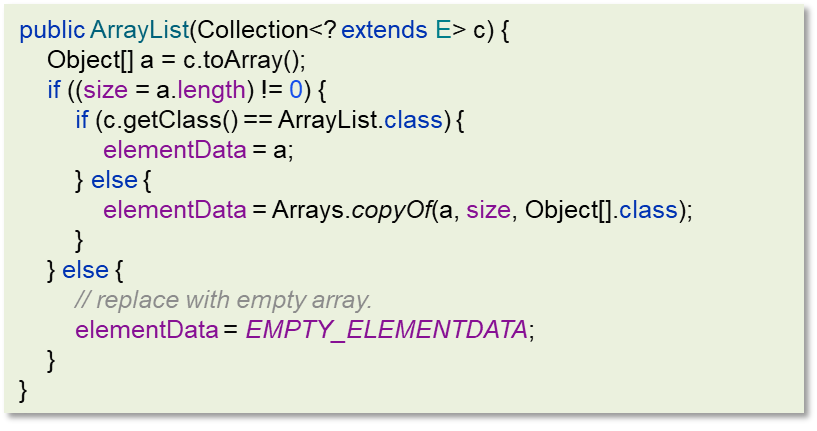 public ArrayList(Collection<? extends E> c) {
Object[] a = c.toArray();
if ((size = a.length) != 0) {
if (c.getClass() == ArrayList.class) {
elementData = a;
} else {
elementData = Arrays.copyOf(a, size, Object[].class);
}
} else {
// replace with empty array.
elementData = EMPTY_ELEMENTDATA;
}
}